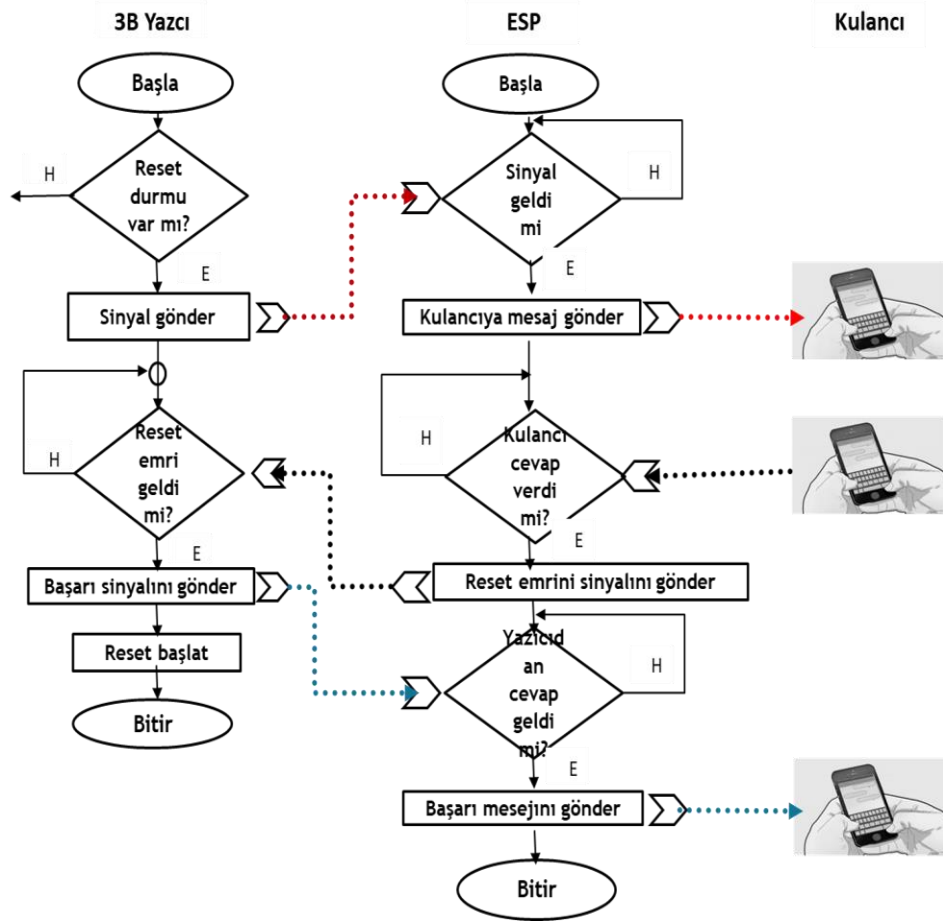 3B Yazcı
ESP
Kulancı
Başla
Başla
H
Reset
durmu
var mı?
Sinyal
geldi
mi
H
E
E
Sinyal gönder
Kulancıya mesaj gönder
H
Reset
emri
geldi
mi?
H
Kulancı
cevap
verdi
mi?
E
E
Başarı sinyalını gönder
Reset emrini sinyalını gönder
Reset başlat
Yazıcıd
an
cevap
geldi
mi?
H
Bitir
E
Başarı mesejını gönder
Bitir